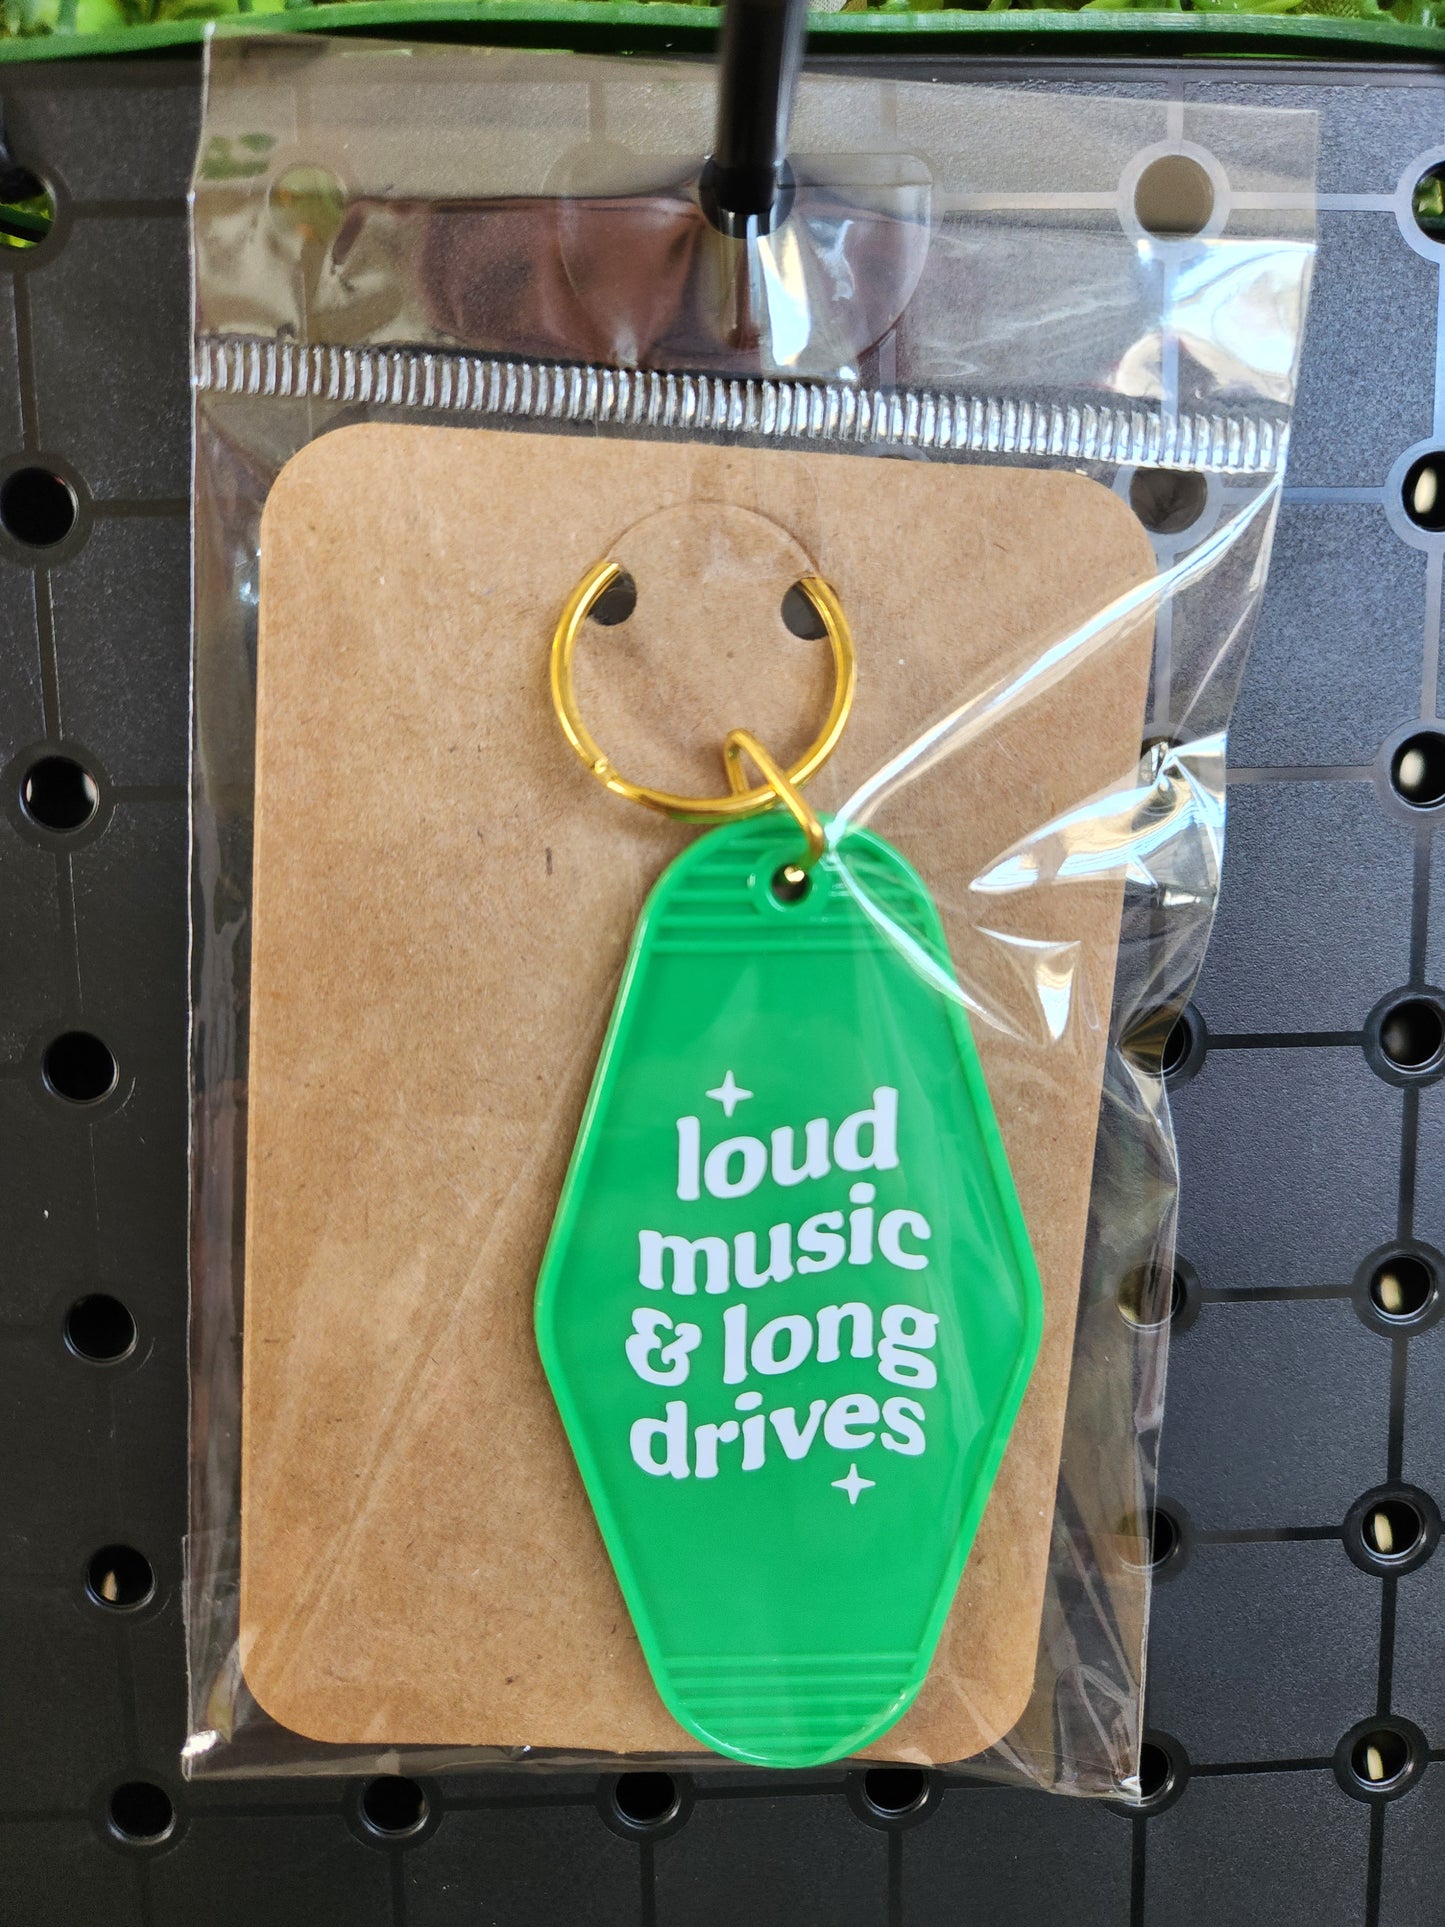 loud
music
& long
drives